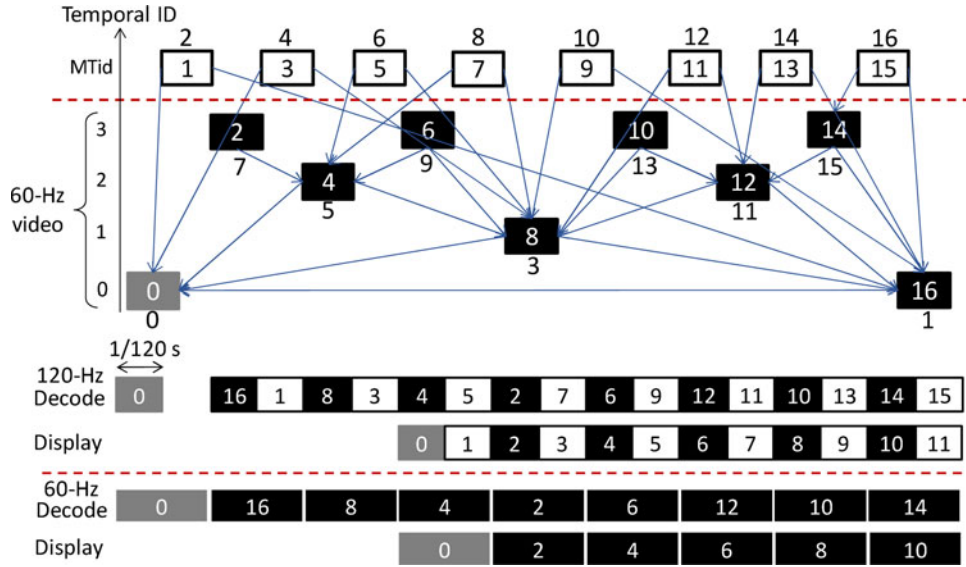 Temporal ID
2 4 6 8 10 12 14 16
MTid 1 3 5 7 9 11 13 15
3 2 6 10 14
7 9 13 15
2 4 12
5 11
60-Hz
video
1 8
3
0 0 16
0 1
1/120 s
120-Hz
Decode
0 16 1 8 3 4 5 2 7 6 9 12 11 10 13 14 15
Display 0 1 2 3 4 5 6 7 8 9 10 11
60-Hz
Decode
0 16 8 4 2 6 12 10 14
Display 0 2 4 6 8 10